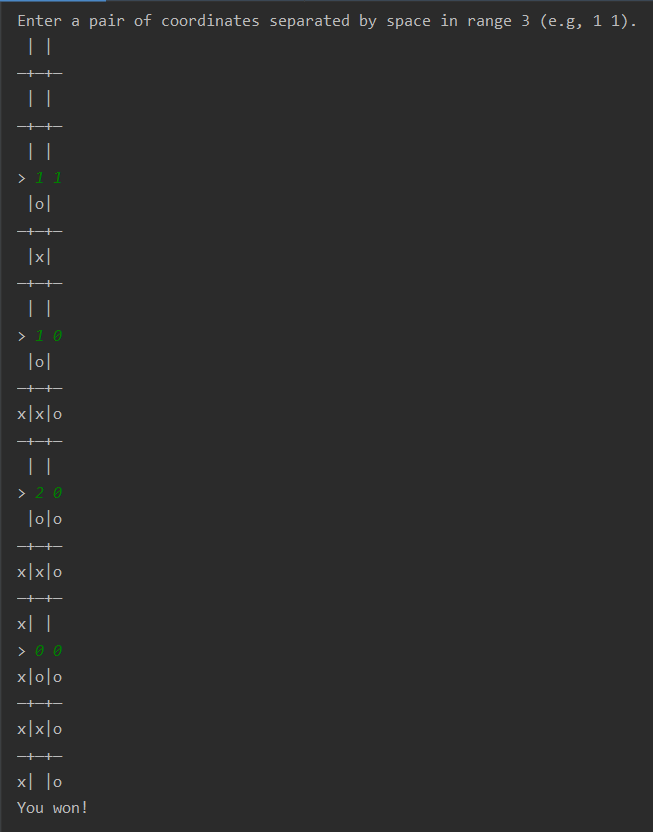 Enter a pair of coordinates separated by space in range 3 (e.g, 1 1).
 | |
—+—+—
 | |
—+—+—
 | |
> 1 1
 |o|
—+—+—
 |x|
—+—+—
 | |
> 1 0
 |o|
—+—+—
x|x|o
—+—+—
 | |
> 2 0
 |o|o
—+—+—
x|x|o
—+—+—
x| |
> 0 0
x|o|o
—+—+—
x|x|o
—+—+—
x| |o
You won!